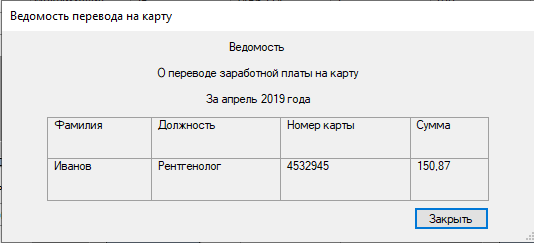 Ведомость перевода на карту
Ведомость
О переводе заработной платы на карту
За апрель 2019 года
Фамилия Должность Номер карты Сумма
Иванов Рентгенолог 4532945 150,87
Закрыть